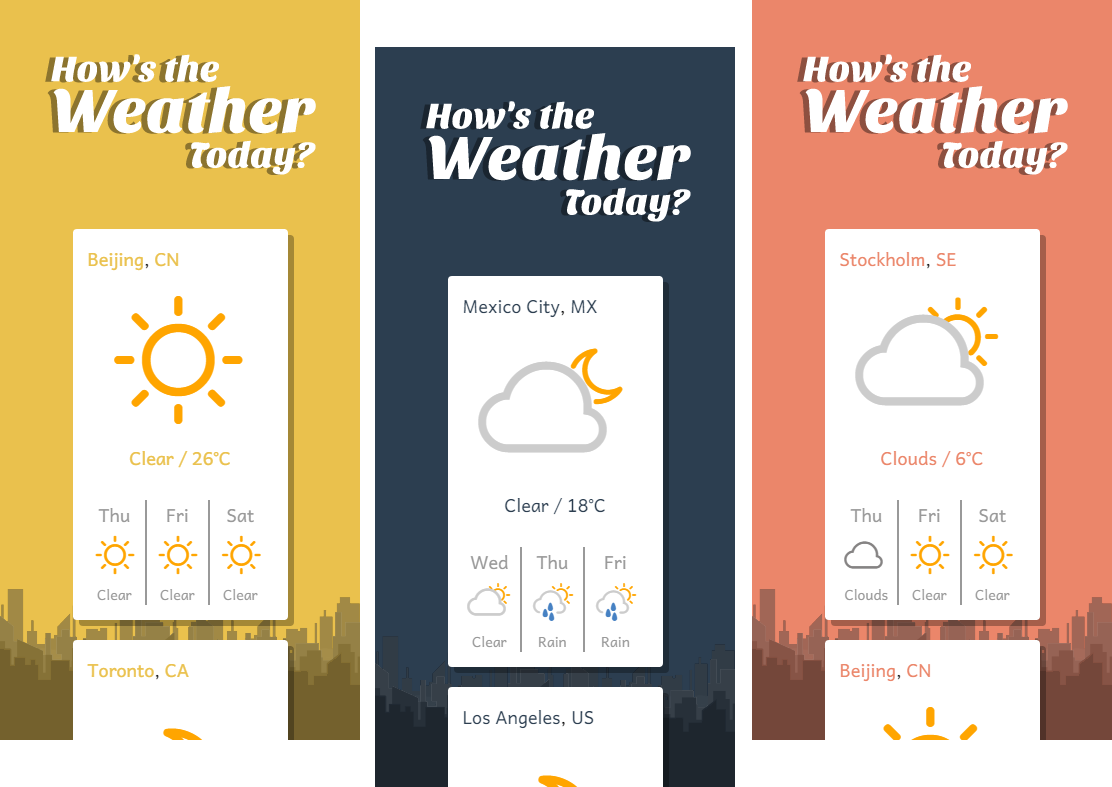 How's the
Weather
Today?
Beijing, CN
Clear / 26°C
Thu Fri Sat
Clear Clear Clear
Toronto, CA
How's the
Weather
Today?
Mexico City, MX
Clear / 18°C
Wed Thu Fri
Clear Rain Rain
Los Angeles, US
How's the
Weather
Today?
Stockholm, SE
Clouds / 6°C
Thu Fri Sat
Clouds Clear Clear
Beijing, CN